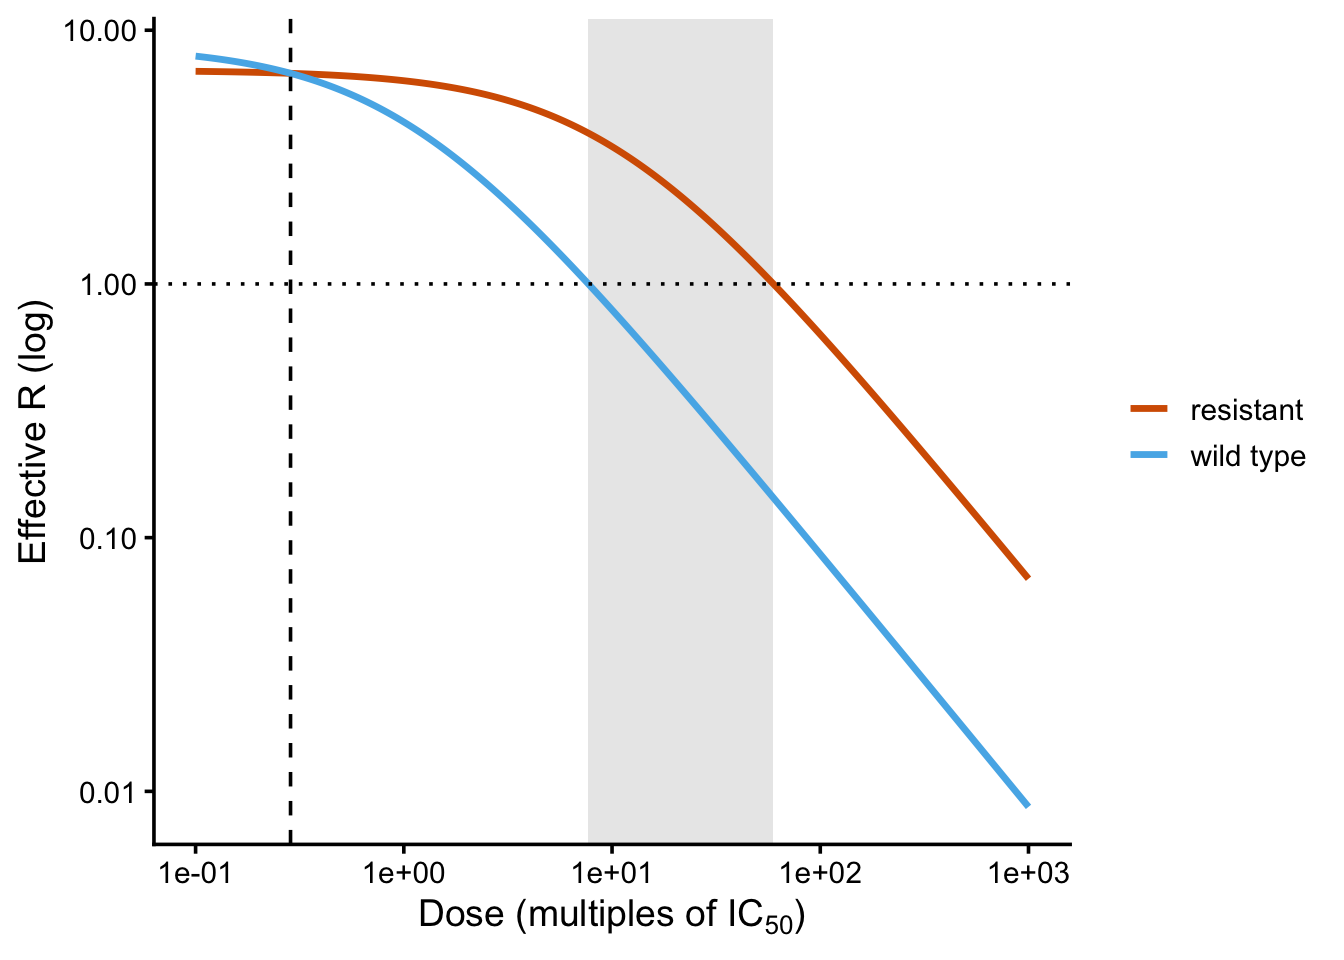 10.00
1.00
0.10
0.01
Effective R (log)
1e-01 1e+00 1e+01 1e+02 1e+03
Dose (multiples of IC₅₀)
resistant
wild type